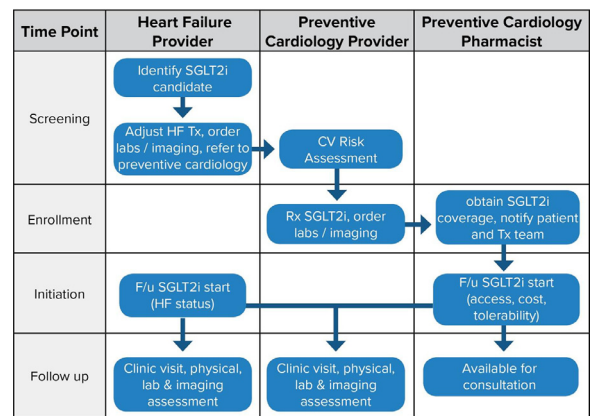 Time Point
Heart Failure
Provider
Preventive
Cardiology Provider
Preventive Cardiology
Pharmacist
Screening
Identify SGLT2i
candidate
Adjust HF Tx, order
labs / imaging, refer to
preventive cardiology
CV Risk
Assessment
Enrollment
Rx SGLT2i, order
labs / imaging
obtain SGLT2i
coverage, notify patient
and Tx team
Initiation
F/u SGLT2i start
(HF status)
F/u SGLT2i start
(access, cost,
tolerability)
Follow up
Clinic visit, physical,
lab & imaging
assessment
Clinic visit, physical,
lab & imaging
assessment
Available for
consultation